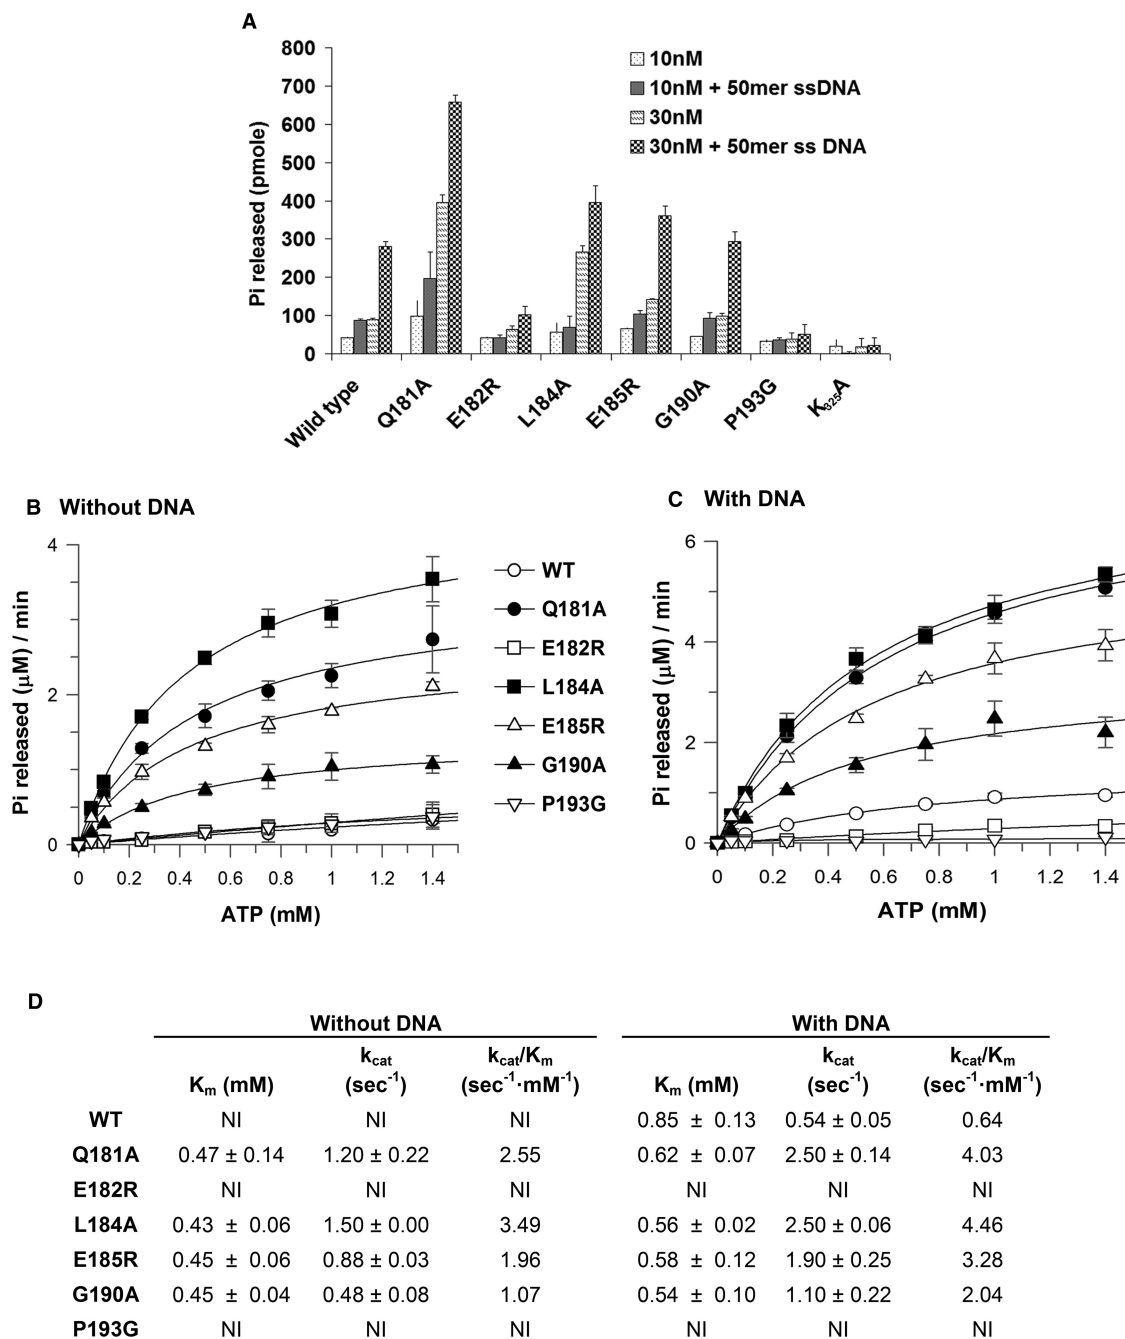 A
800
700
600
500
400
300
200
100
0
Pi released (pmole)
10nM
10nM + 50mer ssDNA
30nM
30nM + 50mer ss DNA
Wild type
Q181A
E182R
L184A
E185R
G190A
P193G
K325A
B Without DNA
4
2
0
Pi released (μM) / min
0 0.2 0.4 0.6 0.8 1 1.2 1.4
ATP (mM)
WT
Q181A
E182R
L184A
E185R
G190A
P193G
C With DNA
6
4
2
0
Pi released (μM) / min
0 0.2 0.4 0.6 0.8 1 1.2 1.4
ATP (mM)
D
Without DNA With DNA
Km (mM) kcat (sec⁻¹) kcat/Km (sec⁻¹·mM⁻¹) Km (mM) kcat (sec⁻¹) kcat/Km (sec⁻¹·mM⁻¹)
WT NI NI NI 0.85 ± 0.13 0.54 ± 0.05 0.64
Q181A 0.47 ± 0.14 1.20 ± 0.22 2.55 0.62 ± 0.07 2.50 ± 0.14 4.03
E182R NI NI NI NI NI NI
L184A 0.43 ± 0.06 1.50 ± 0.00 3.49 0.56 ± 0.02 2.50 ± 0.06 4.46
E185R 0.45 ± 0.06 0.88 ± 0.03 1.96 0.58 ± 0.12 1.90 ± 0.25 3.28
G190A 0.45 ± 0.04 0.48 ± 0.08 1.07 0.54 ± 0.10 1.10 ± 0.22 2.04
P193G NI NI NI NI NI NI